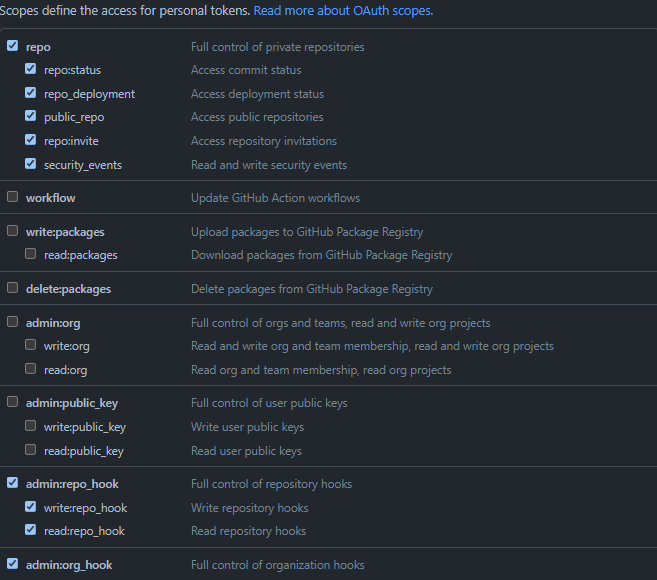 Scopes define the access for personal tokens. Read more about OAuth scopes.
repo Full control of private repositories
repo:status Access commit status
repo_deployment Access deployment status
public_repo Access public repositories
repo:invite Access repository invitations
security_events Read and write security events
workflow Update GitHub Action workflows
write:packages Upload packages to GitHub Package Registry
read:packages Download packages from GitHub Package Registry
delete:packages Delete packages from GitHub Package Registry
admin:org Full control of orgs and teams, read and write org projects
write:org Read and write org and team membership, read and write org projects
read:org Read org and team membership, read org projects
admin:public_key Full control of user public keys
write:public_key Write user public keys
read:public_key Read user public keys
admin:repo_hook Full control of repository hooks
write:repo_hook Write repository hooks
read:repo_hook Read repository hooks
admin:org_hook Full control of organization hooks